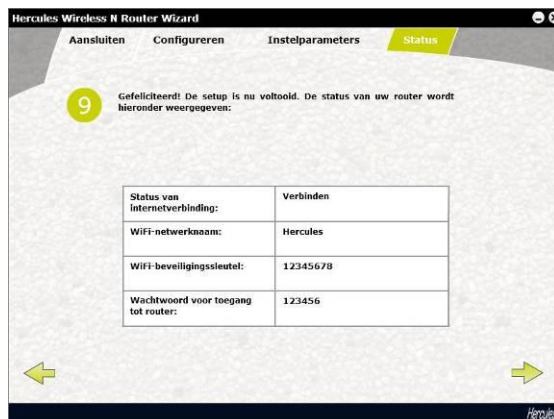 Hercules Wireless N Router Wizard
Aansluiten Configureren Instelparameters Status
9
Gefeliciteerd! De setup is nu voltooid. De status van uw router wordt
hieronder weergegeven:
Status van
internetverbinding:
Verbinden
WiFi-netwerknaam:
Hercules
WiFi-beveiligingssleutel:
12345678
Wachtwoord voor toegang
tot router:
123456